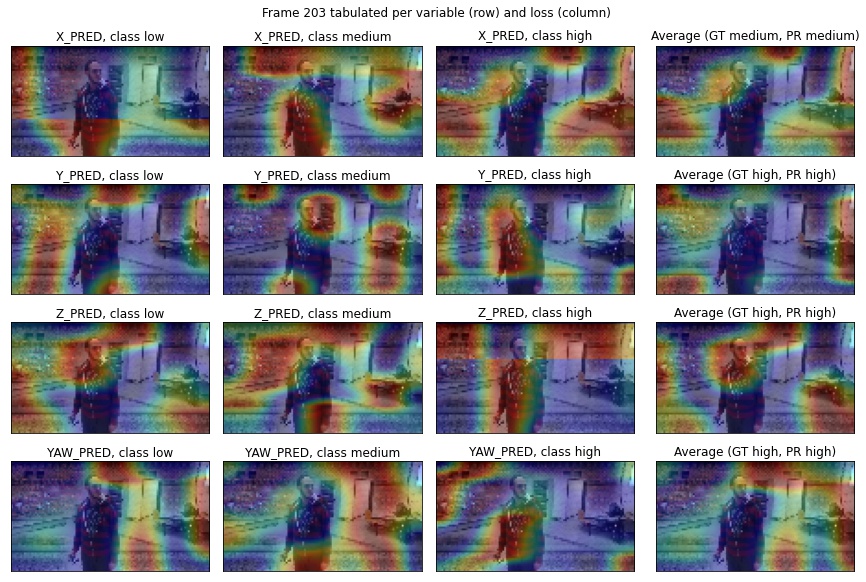 Frame 203 tabulated per variable (row) and loss (column)
X_PRED, class low
X_PRED, class medium
X_PRED, class high
Average (GT medium, PR medium)
Y_PRED, class low
Y_PRED, class medium
Y_PRED, class high
Average (GT high, PR high)
Z_PRED, class low
Z_PRED, class medium
Z_PRED, class high
Average (GT high, PR high)
YAW_PRED, class low
YAW_PRED, class medium
YAW_PRED, class high
Average (GT high, PR high)